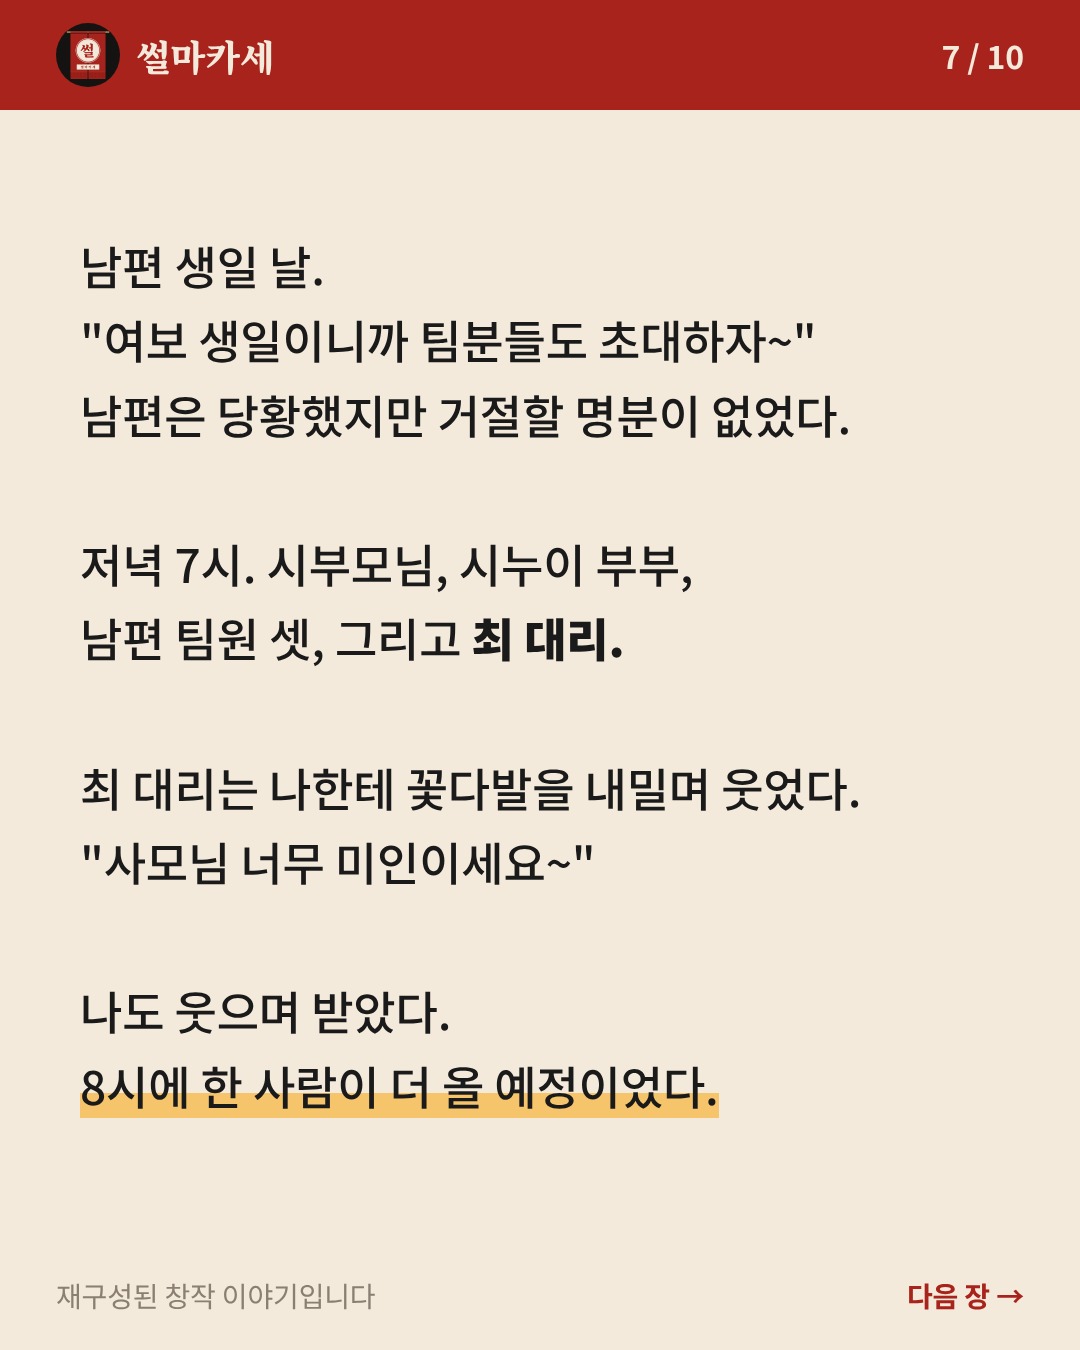 썰
썰마카세
7 / 10
남편 생일 날.
"여보 생일이니까 팀분들도 초대하자~"
남편은 당황했지만 거절할 명분이 없었다.
저녁 7시. 시부모님, 시누이 부부,
남편 팀원 셋, 그리고 최 대리.
최 대리는 나한테 꽃다발을 내밀며 웃었다.
"사모님 너무 미인이세요~"
나도 웃으며 받았다.
8시에 한 사람이 더 올 예정이었다.
재구성된 창작 이야기입니다
다음 장 →